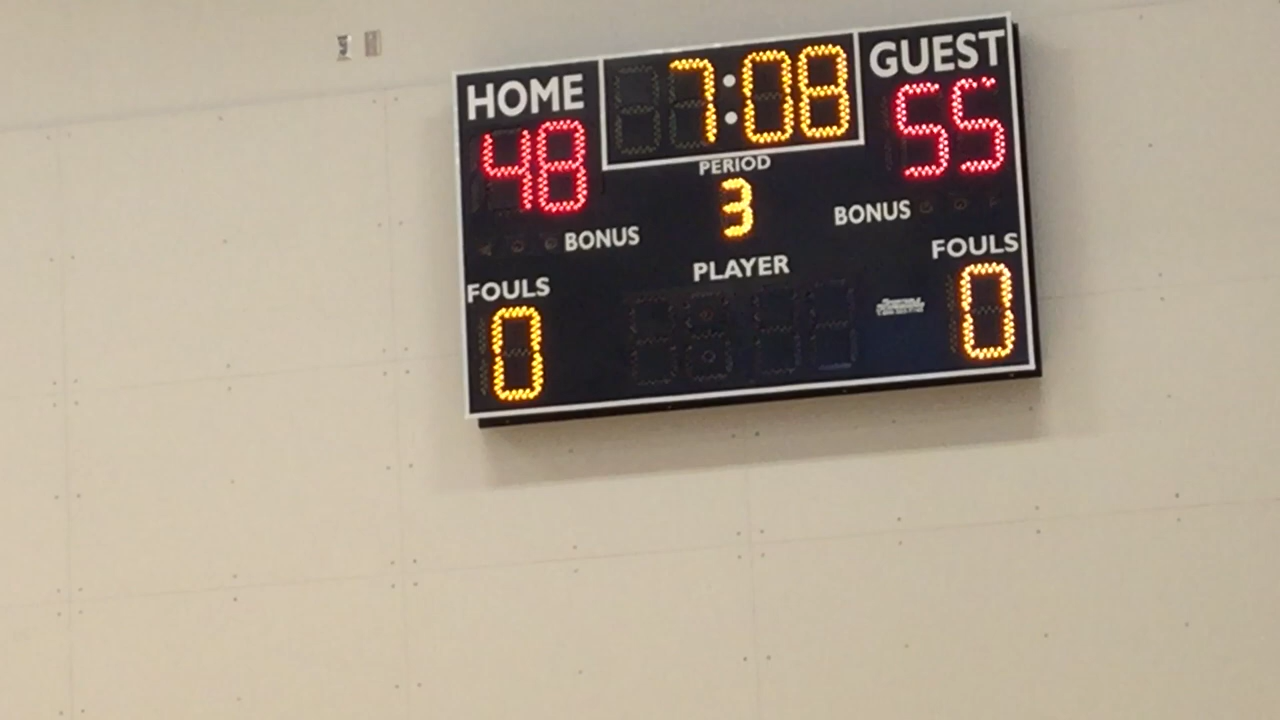 HOME 7:08 GUEST
48 55
PERIOD
3
BONUS BONUS
PLAYER
FOULS FOULS
0 0